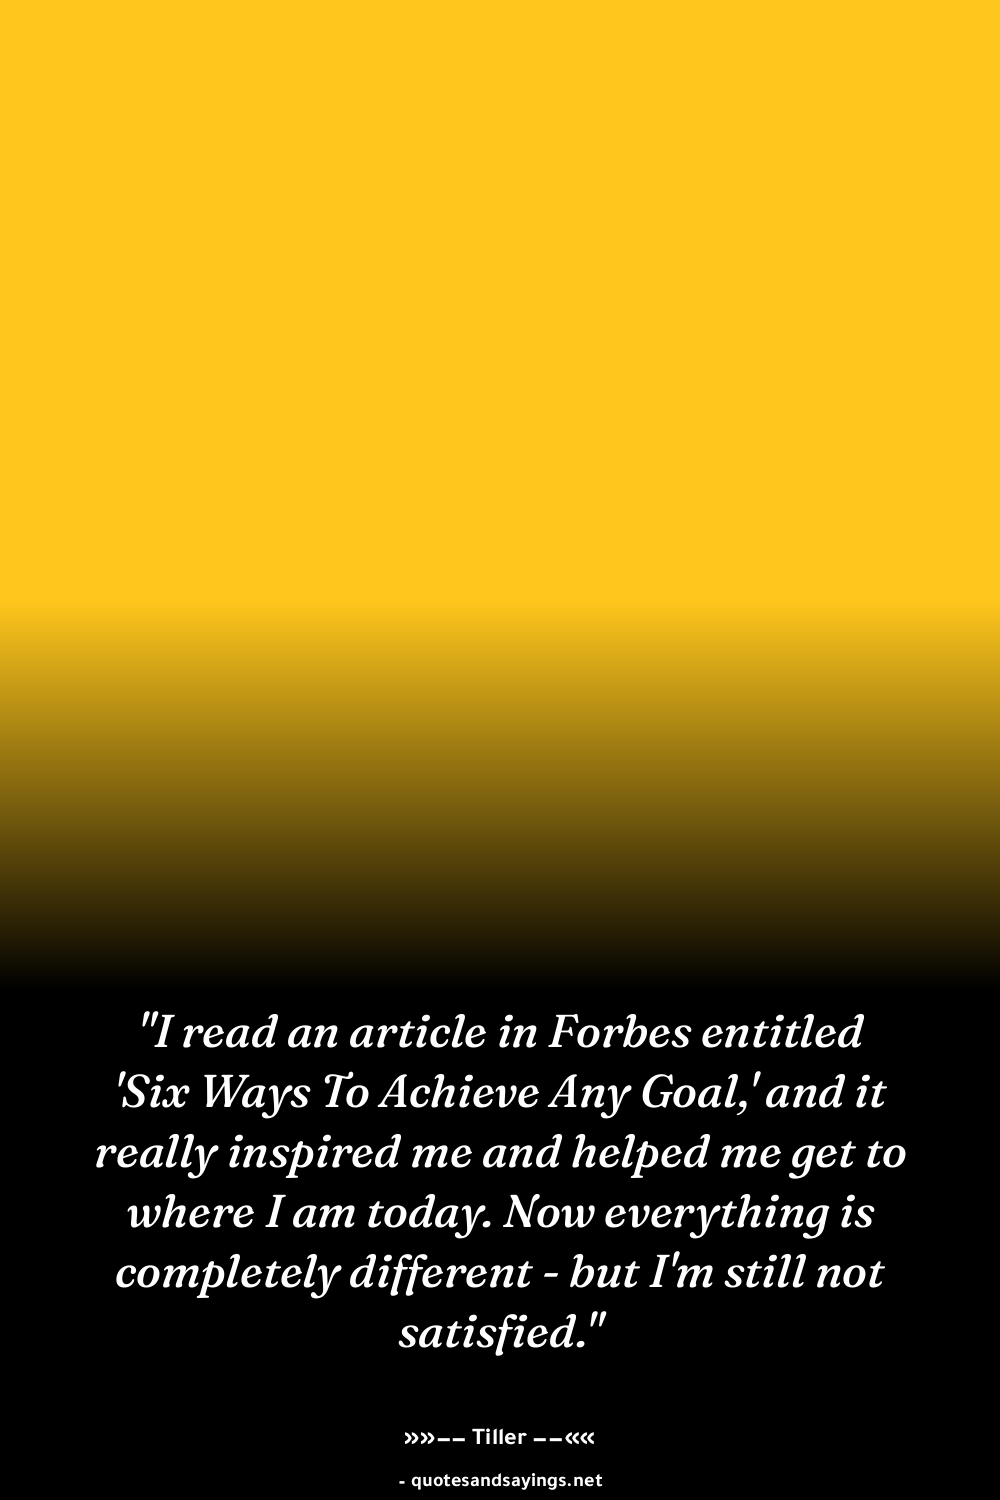 "I read an article in Forbes entitled
'Six Ways To Achieve Any Goal,' and it
really inspired me and helped me get to
where I am today. Now everything is
completely different - but I'm still not
satisfied."
»»—— Tiller ——««
- quotesandsayings.net